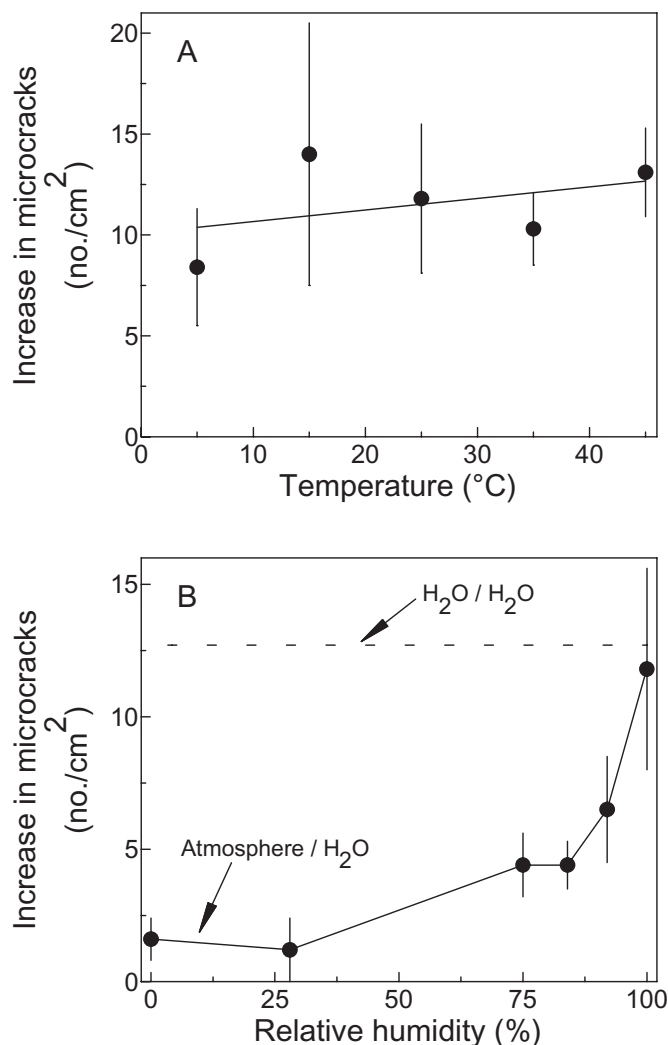 A
Increase in microcracks
(no./cm²)
20
15
10
5
0
0 10 20 30 40
Temperature (°C)
B
Increase in microcracks
(no./cm²)
15
10
5
0
H₂O / H₂O
Atmosphere / H₂O
0 25 50 75 100
Relative humidity (%)